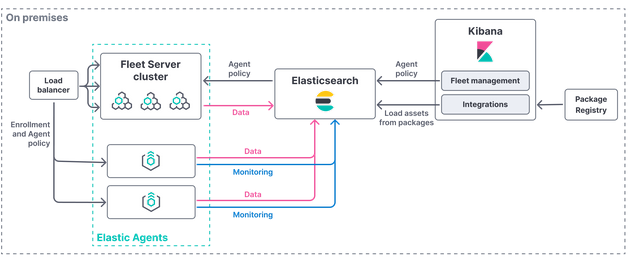 On premises
Kibana
Fleet Server
cluster
Agent
policy
Elasticsearch
Agent
policy
Fleet management
Load
balancer
Data
Load assets
from packages
Integrations
Package
Registry
Enrollment
and Agent
policy
Data
Monitoring
Data
Monitoring
Elastic Agents